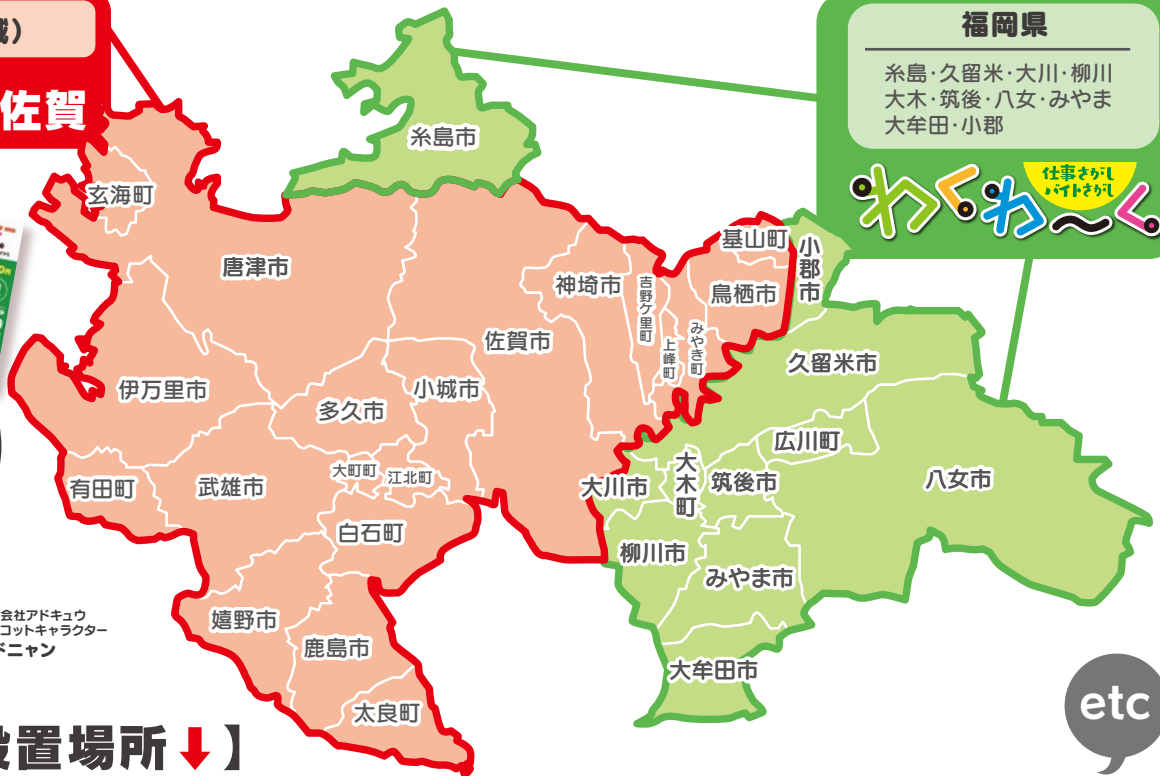 域)
佐賀
福岡県
糸島・久留米・大川・柳川
大木・筑後・八女・みやま
大牟田・小郡
わくわ〜く
仕事さがし
バイトさがし
糸島市
玄海町
唐津市
基山町
小郡市
神埼市
吉野ケ里町
鳥栖市
佐賀市
上峰町
みやき町
久留米市
伊万里市
多久市
小城市
広川町
大町町
江北町
有田町
武雄市
大川市
大木町
筑後市
八女市
白石町
柳川市
みやま市
嬉野市
鹿島市
大牟田市
太良町
会社アドキュウ
コットキャラクター
ドニャン
設置場所↓】
etc